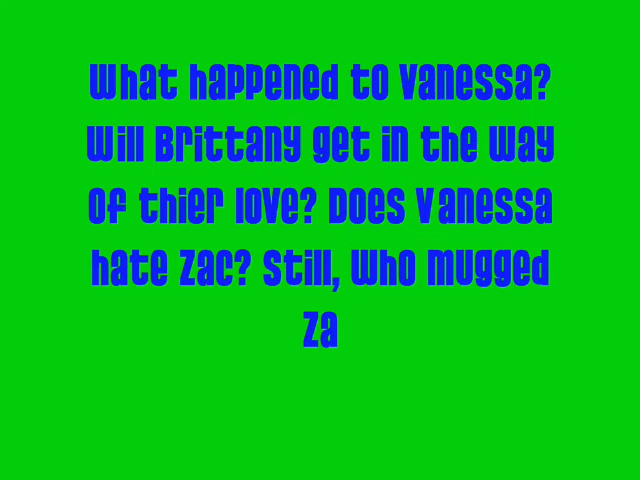 What happened to Vanessa?
Will Brittany get in the way
of thier love? Does Vanessa
hate Zac? Still, who mugged
Za